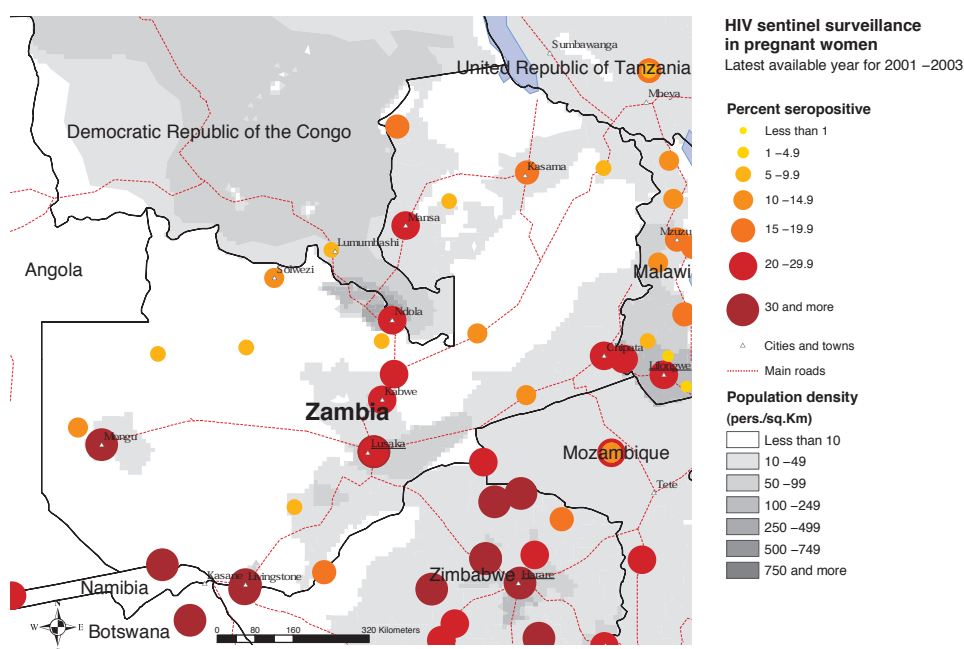 Sumbawanga
United Republic of Tanzania
Mbeya
Democratic Republic of the Congo
Kasama
Mansa
Mzuzu
Lumumbashi
Solwezi
Angola
Malawi
Ndola
Chipata
Lilongwe
Kabwe
Zambia
Mongu
Lusaka
Mozambique
Tete
Kasane
Livingstone
Zimbabwe
Harare
Namibia
Botswana
N
W
E
S
0 80 160 320 Kilometers
HIV sentinel surveillance
in pregnant women
Latest available year for 2001 –2003
Percent seropositive
Less than 1
1 –4.9
5 –9.9
10 –14.9
15 –19.9
20 –29.9
30 and more
Cities and towns
Main roads
Population density
(pers./sq.Km)
Less than 10
10 –49
50 –99
100 –249
250 –499
500 –749
750 and more